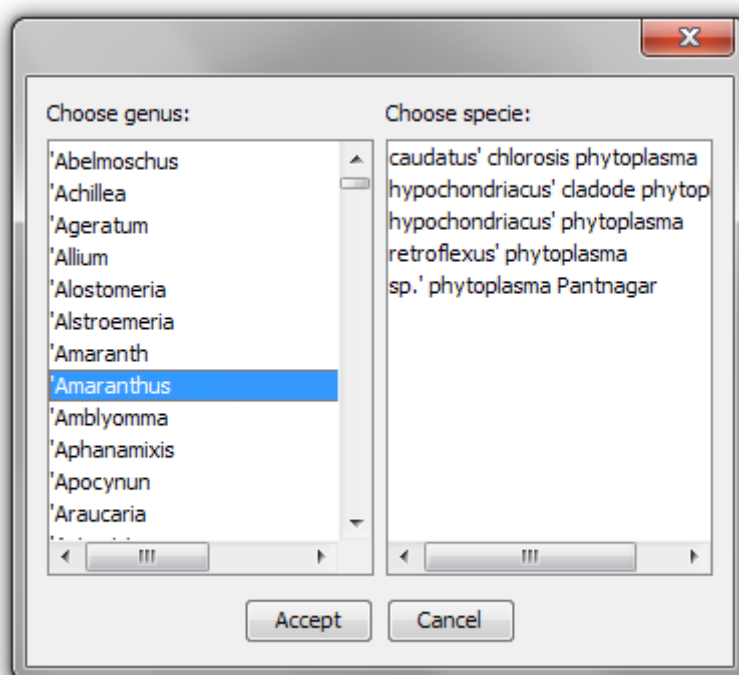 Choose genus:
'Abelmoschus
'Achillea
'Ageratum
'Allium
'Alostomeria
'Alstroemeria
'Amaranth
'Amaranthus
'Amblyomma
'Aphanamixis
'Apocynun
'Araucaria
Choose specie:
caudatus' chlorosis phytoplasma
hypochondriacus' cladode phytopl
hypochondriacus' phytoplasma
retroflexus' phytoplasma
sp.' phytoplasma Pantnagar
Accept
Cancel